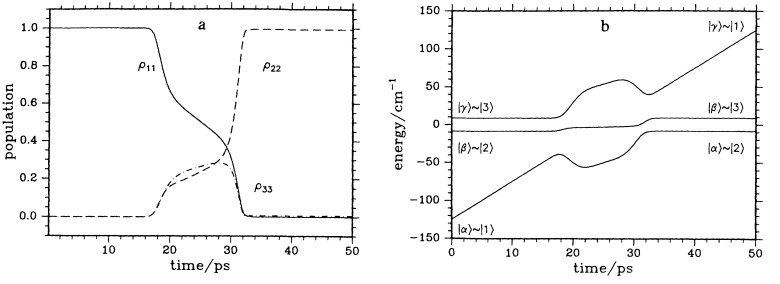 a
population
1.0
0.8
0.6
0.4
0.2
0.0
ρ11
ρ22
ρ33
0 10 20 30 40 50
time/ps
b
energy/cm⁻¹
150
100
50
0
−50
−100
−150
|γ⟩~|1⟩
|γ⟩~|3⟩
|β⟩~|3⟩
|β⟩~|2⟩
|α⟩~|2⟩
|α⟩~|1⟩
0 10 20 30 40 50
time/ps